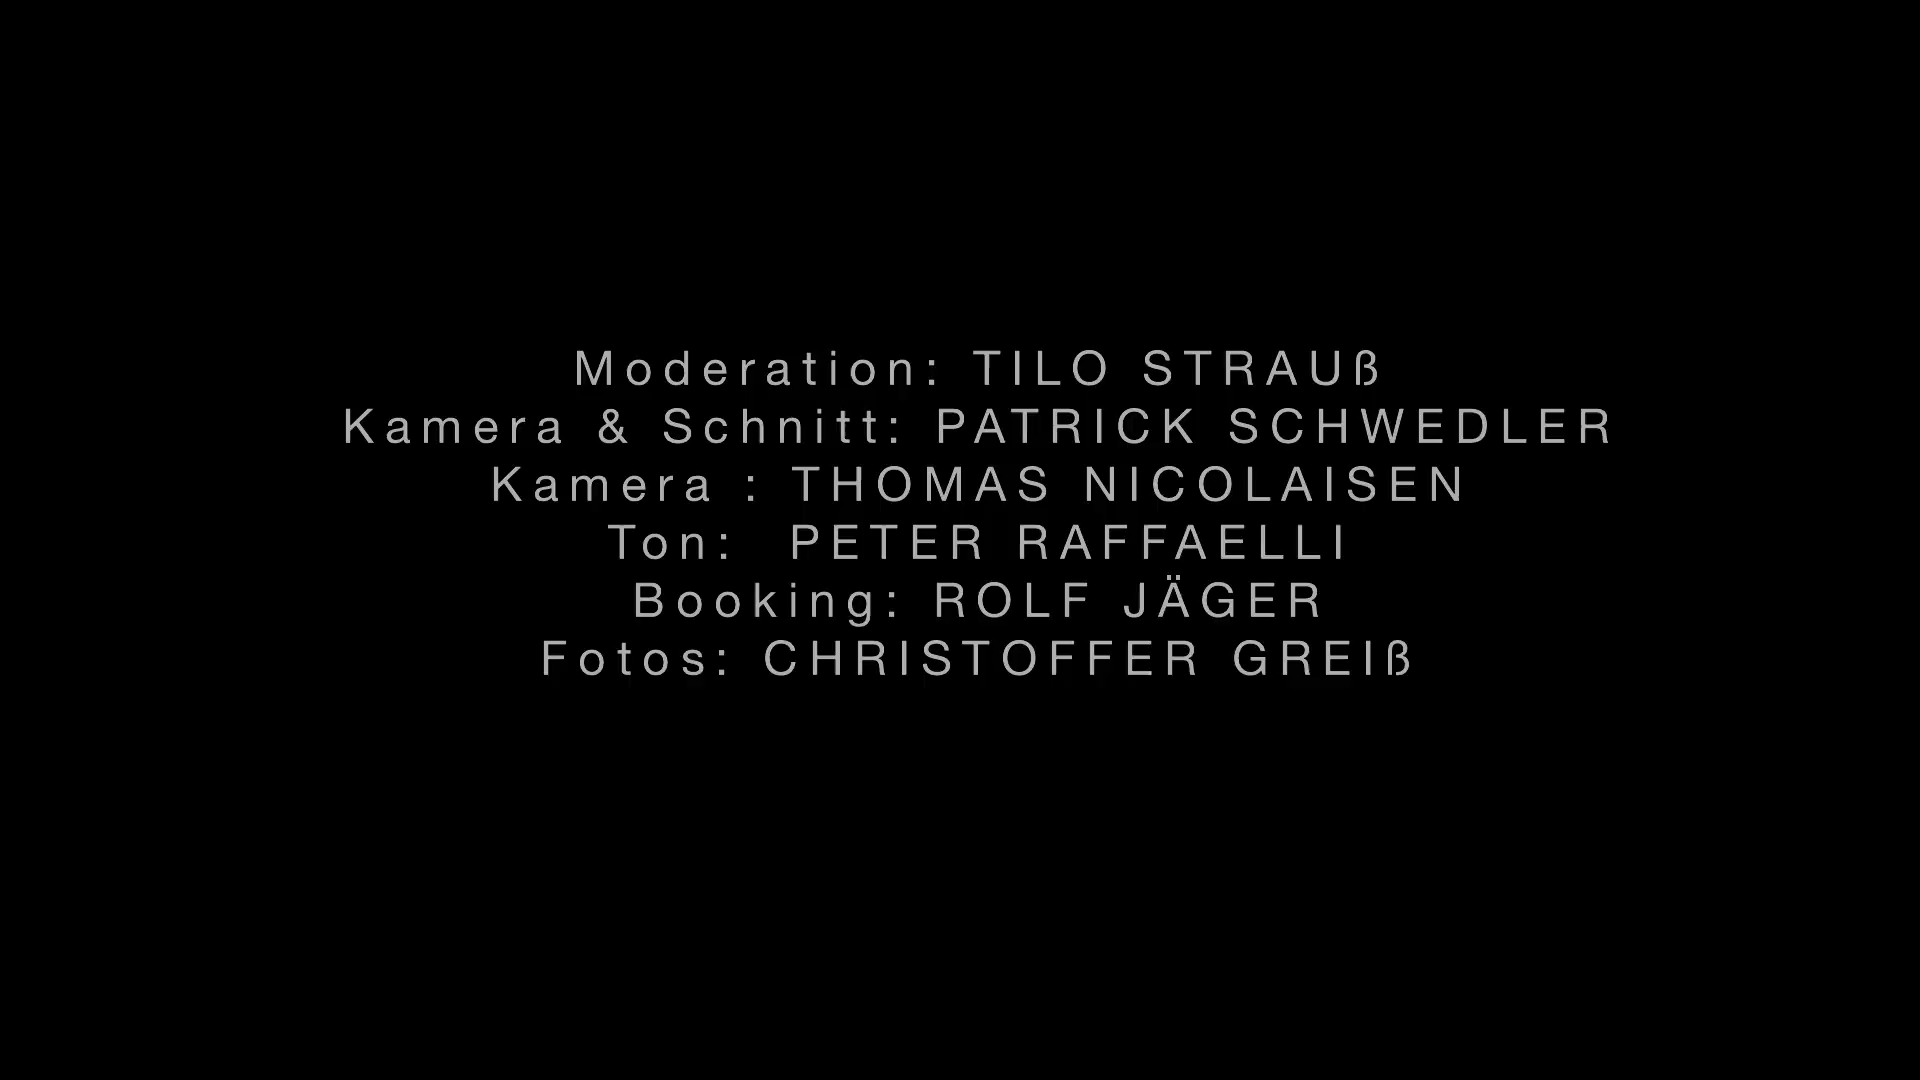 Moderation: TILO STRAUß
Kamera & Schnitt: PATRICK SCHWEDLER
Kamera : THOMAS NICOLAISEN
Ton:  PETER RAFFAELLI
Booking: ROLF JÄGER
Fotos: CHRISTOFFER GREIß